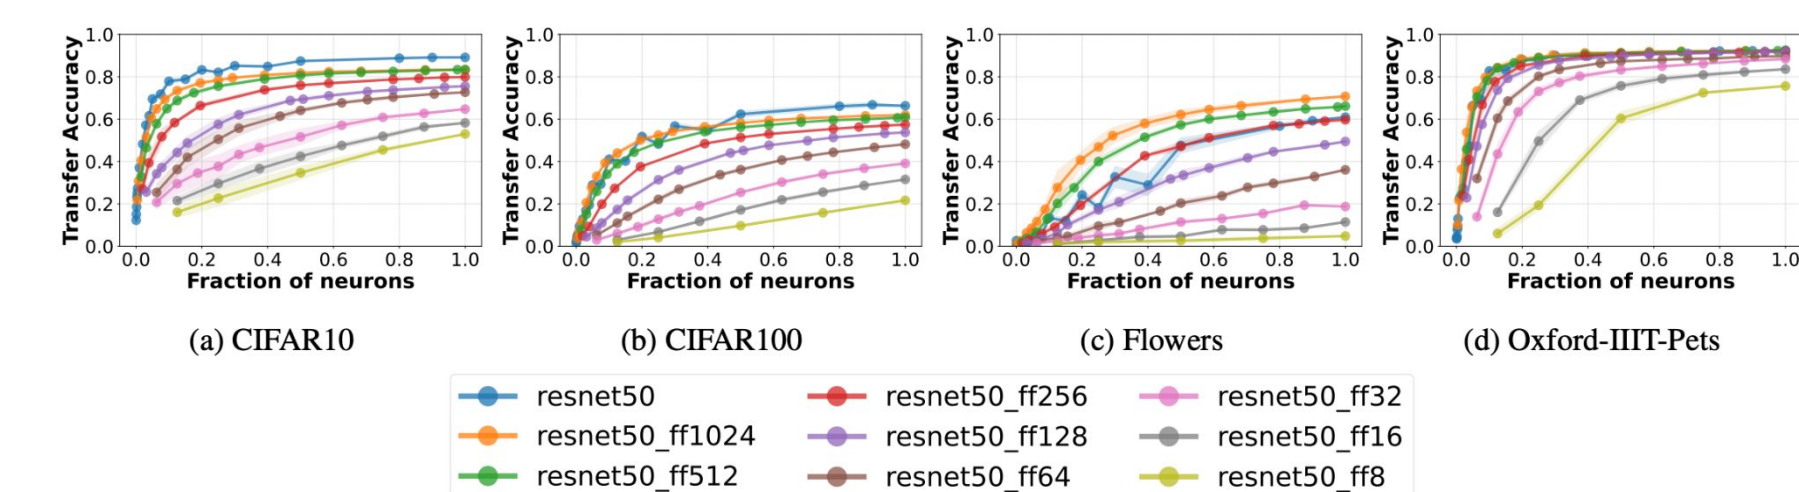 1.0 1.0 1.0 1.0
0.8 0.8 0.8 0.8
0.6 0.6 0.6 0.6
0.4 0.4 0.4 0.4
0.2 0.2 0.2 0.2
0.0 0.0 0.0 0.0
Transfer Accuracy Transfer Accuracy Transfer Accuracy Transfer Accuracy
0.0 0.2 0.4 0.6 0.8 1.0 0.0 0.2 0.4 0.6 0.8 1.0 0.0 0.2 0.4 0.6 0.8 1.0 0.0 0.2 0.4 0.6 0.8 1.0
Fraction of neurons Fraction of neurons Fraction of neurons Fraction of neurons
(a) CIFAR10 (b) CIFAR100 (c) Flowers (d) Oxford-IIIT-Pets
resnet50 resnet50_ff256 resnet50_ff32
resnet50_ff1024 resnet50_ff128 resnet50_ff16
resnet50_ff512 resnet50_ff64 resnet50_ff8